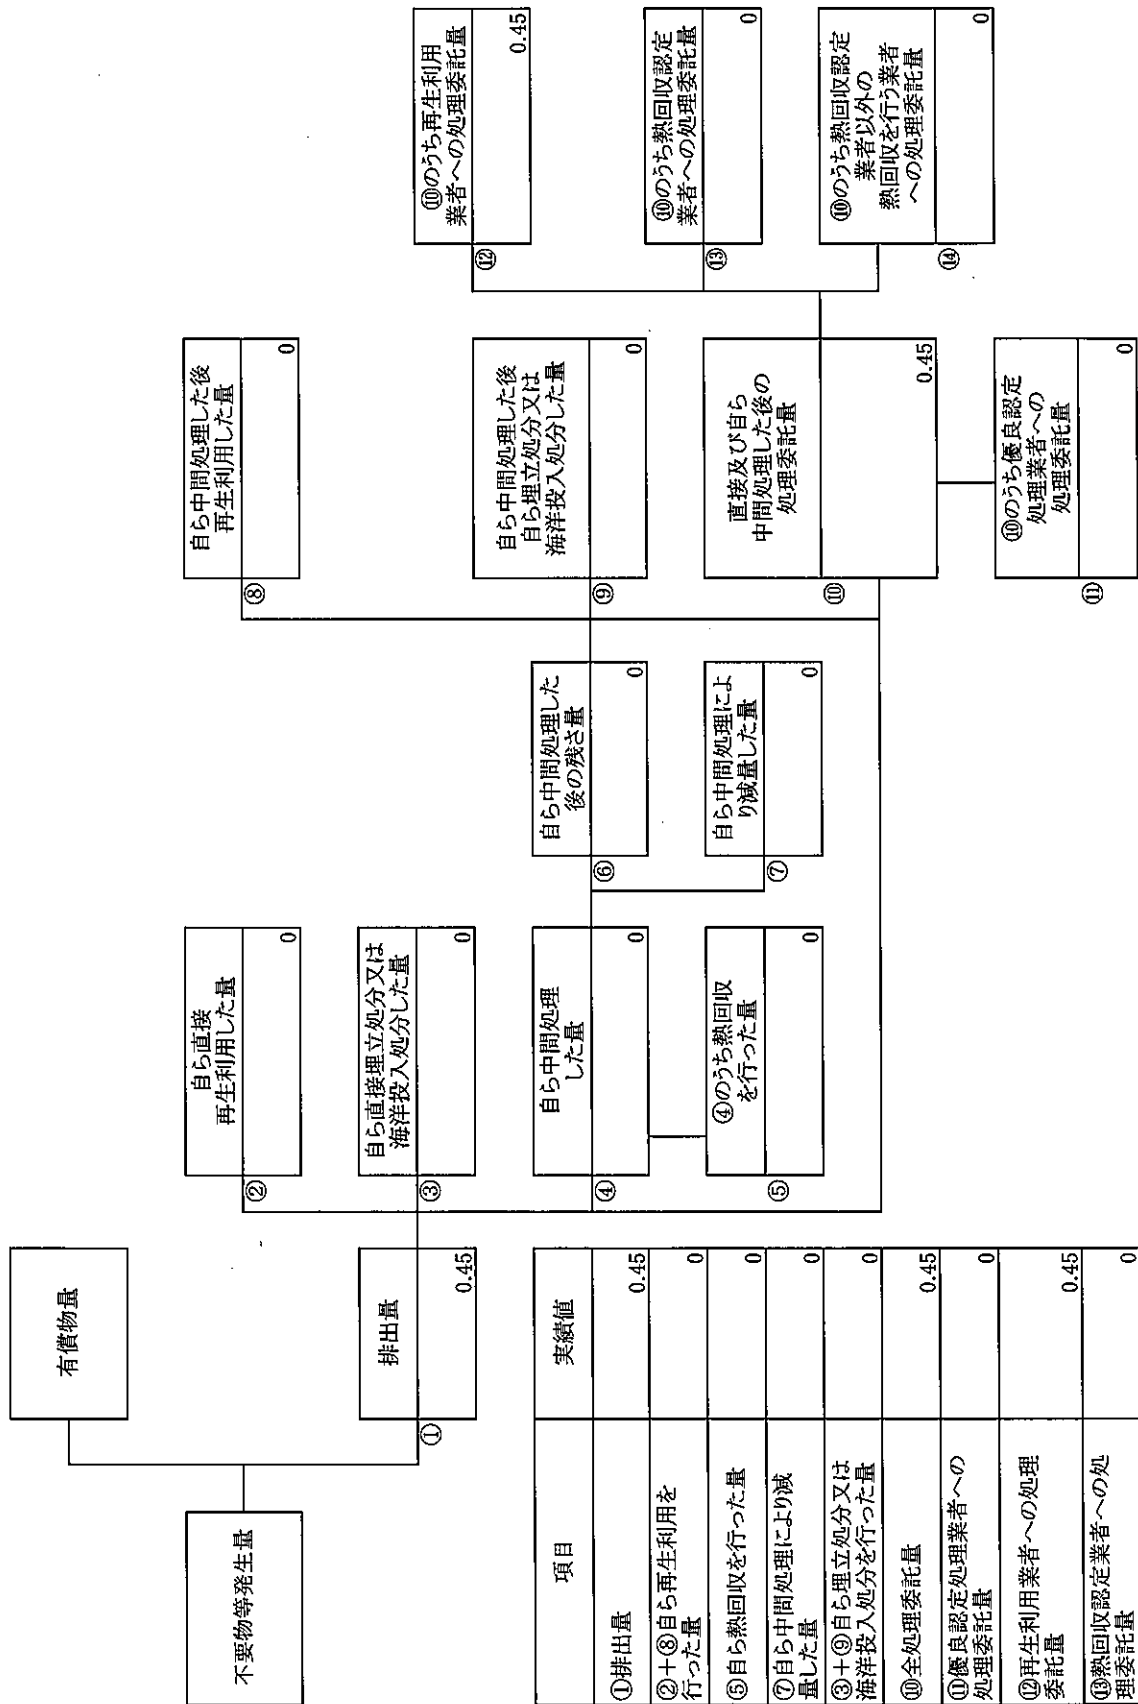 不要物等発生量
有償物量
①
排出量
0.45
②
自ら直接
再生利用した量
0
③
自ら直接埋立処分又は
海洋投入処分した量
0
④
自ら中間処理
した量
0
⑤
④のうち熱回収
を行った量
0
⑥
自ら中間処理した
後の残さ量
0
⑦
自ら中間処理によ
り減量した量
0
⑧
自ら中間処理した後
再生利用した量
0
⑨
自ら中間処理した後
自ら埋立処分又は
海洋投入処分した量
0
⑩
直接及び自ら
中間処理した後の
処理委託量
0.45
⑪
⑩のうち優良認定
処理業者への
処理委託量
0
⑫
⑩のうち再生利用
業者への処理委託量
0.45
⑬
⑩のうち熱回収認定
業者への処理委託量
0
⑭
⑩のうち熱回収認定
業者以外の
熱回収を行う業者
への処理委託量
0
項目 実績値
①排出量 0.45
②+⑧自ら再生利用を
行った量 0
⑤自ら熱回収を行った量 0
⑦自ら中間処理により減
量した量 0
③+⑨自ら埋立処分又は
海洋投入処分を行った量 0
⑩全処理委託量 0.45
⑪優良認定処理業者への
処理委託量 0
⑫再生利用業者への処理
委託量 0.45
⑬熱回収認定業者への処
理委託量 0